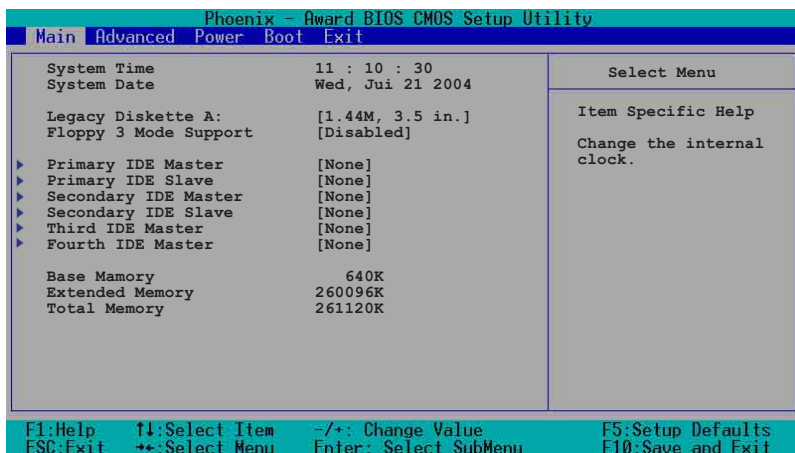 Phoenix - Award BIOS CMOS Setup Utility
Main Advanced Power Boot Exit
System Time 11 : 10 : 30
System Date Wed, Jui 21 2004
Legacy Diskette A: [1.44M, 3.5 in.]
Floppy 3 Mode Support [Disabled]
Primary IDE Master [None]
Primary IDE Slave [None]
Secondary IDE Master [None]
Secondary IDE Slave [None]
Third IDE Master [None]
Fourth IDE Master [None]
Base Mamory 640K
Extended Memory 260096K
Total Memory 261120K
Select Menu
Item Specific Help
Change the internal
clock.
F1:Help ↑↓:Select Item -/+: Change Value F5:Setup Defaults
ESC:Exit →←:Select Menu Enter: Select SubMenu F10:Save and Exit